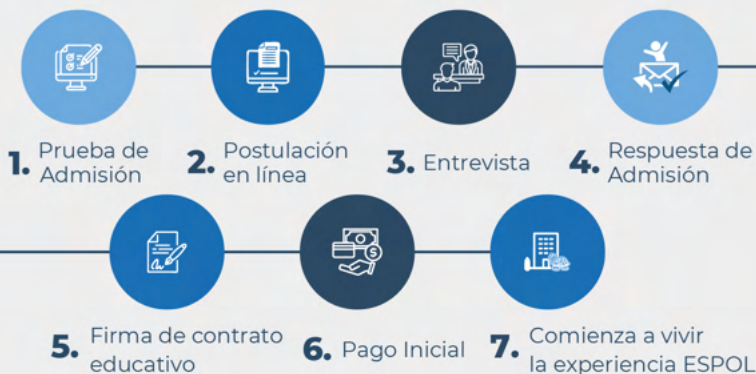 1. Prueba de
Admisión
2. Postulación
en línea
3. Entrevista
4. Respuesta de
Admisión
5. Firma de contrato
educativo
6. Pago Inicial
7. Comienza a vivir
la experiencia ESPOL